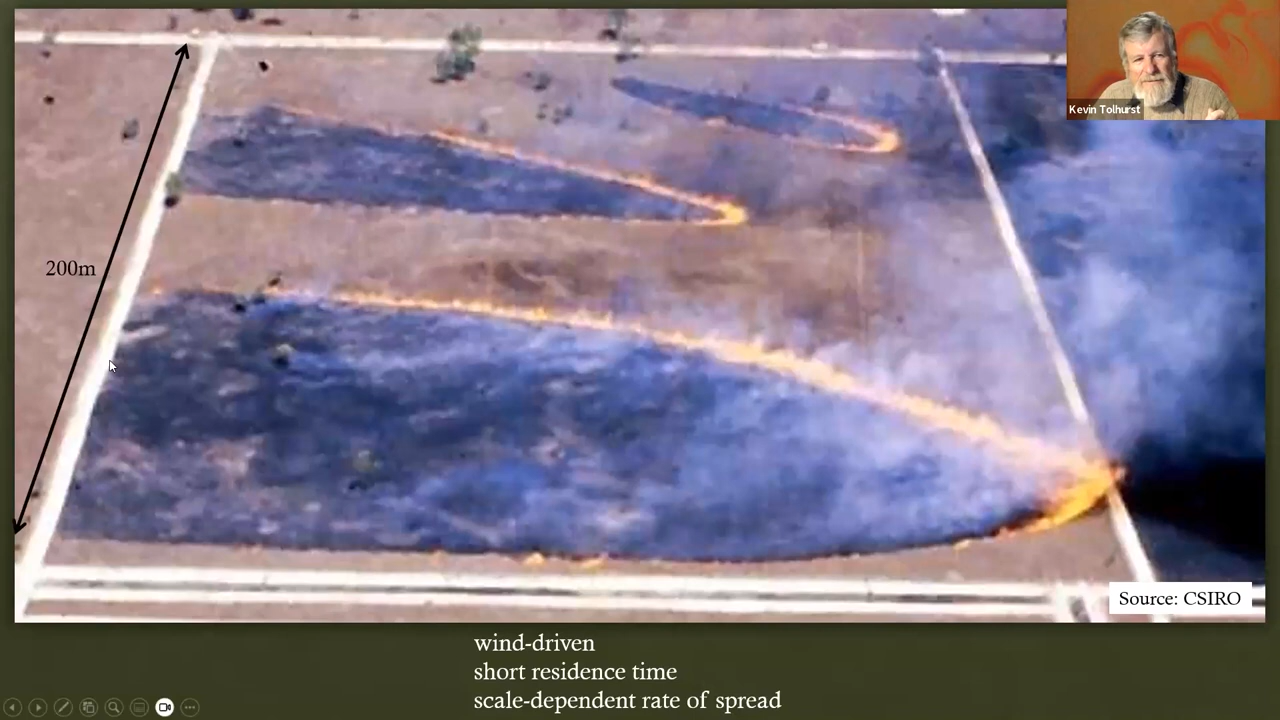 Kevin Tolhurst
200m
Source: CSIRO
wind-driven
short residence time
scale-dependent rate of spread